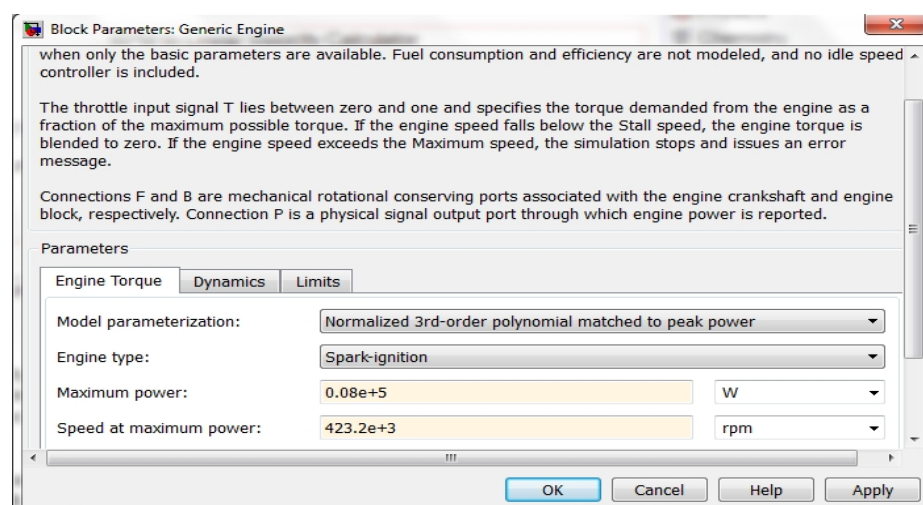 Block Parameters: Generic Engine
when only the basic parameters are available. Fuel consumption and efficiency are not modeled, and no idle speed
controller is included.
The throttle input signal T lies between zero and one and specifies the torque demanded from the engine as a
fraction of the maximum possible torque. If the engine speed falls below the Stall speed, the engine torque is
blended to zero. If the engine speed exceeds the Maximum speed, the simulation stops and issues an error
message.
Connections F and B are mechanical rotational conserving ports associated with the engine crankshaft and engine
block, respectively. Connection P is a physical signal output port through which engine power is reported.
Parameters
Engine Torque Dynamics Limits
Model parameterization: Normalized 3rd-order polynomial matched to peak power
Engine type: Spark-ignition
Maximum power: 0.08e+5 W
Speed at maximum power: 423.2e+3 rpm
OK Cancel Help Apply